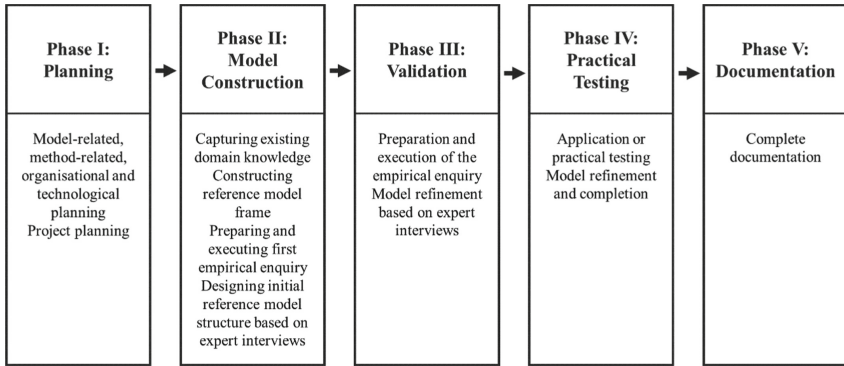 Phase I:
Planning
Model-related,
method-related,
organisational and
technological
planning
Project planning
Phase II:
Model
Construction
Capturing existing
domain knowledge
Constructing
reference model
frame
Preparing and
executing first
empirical enquiry
Designing initial
reference model
structure based on
expert interviews
Phase III:
Validation
Preparation and
execution of the
empirical enquiry
Model refinement
based on expert
interviews
Phase IV:
Practical
Testing
Application or
practical testing
Model refinement
and completion
Phase V:
Documentation
Complete
documentation